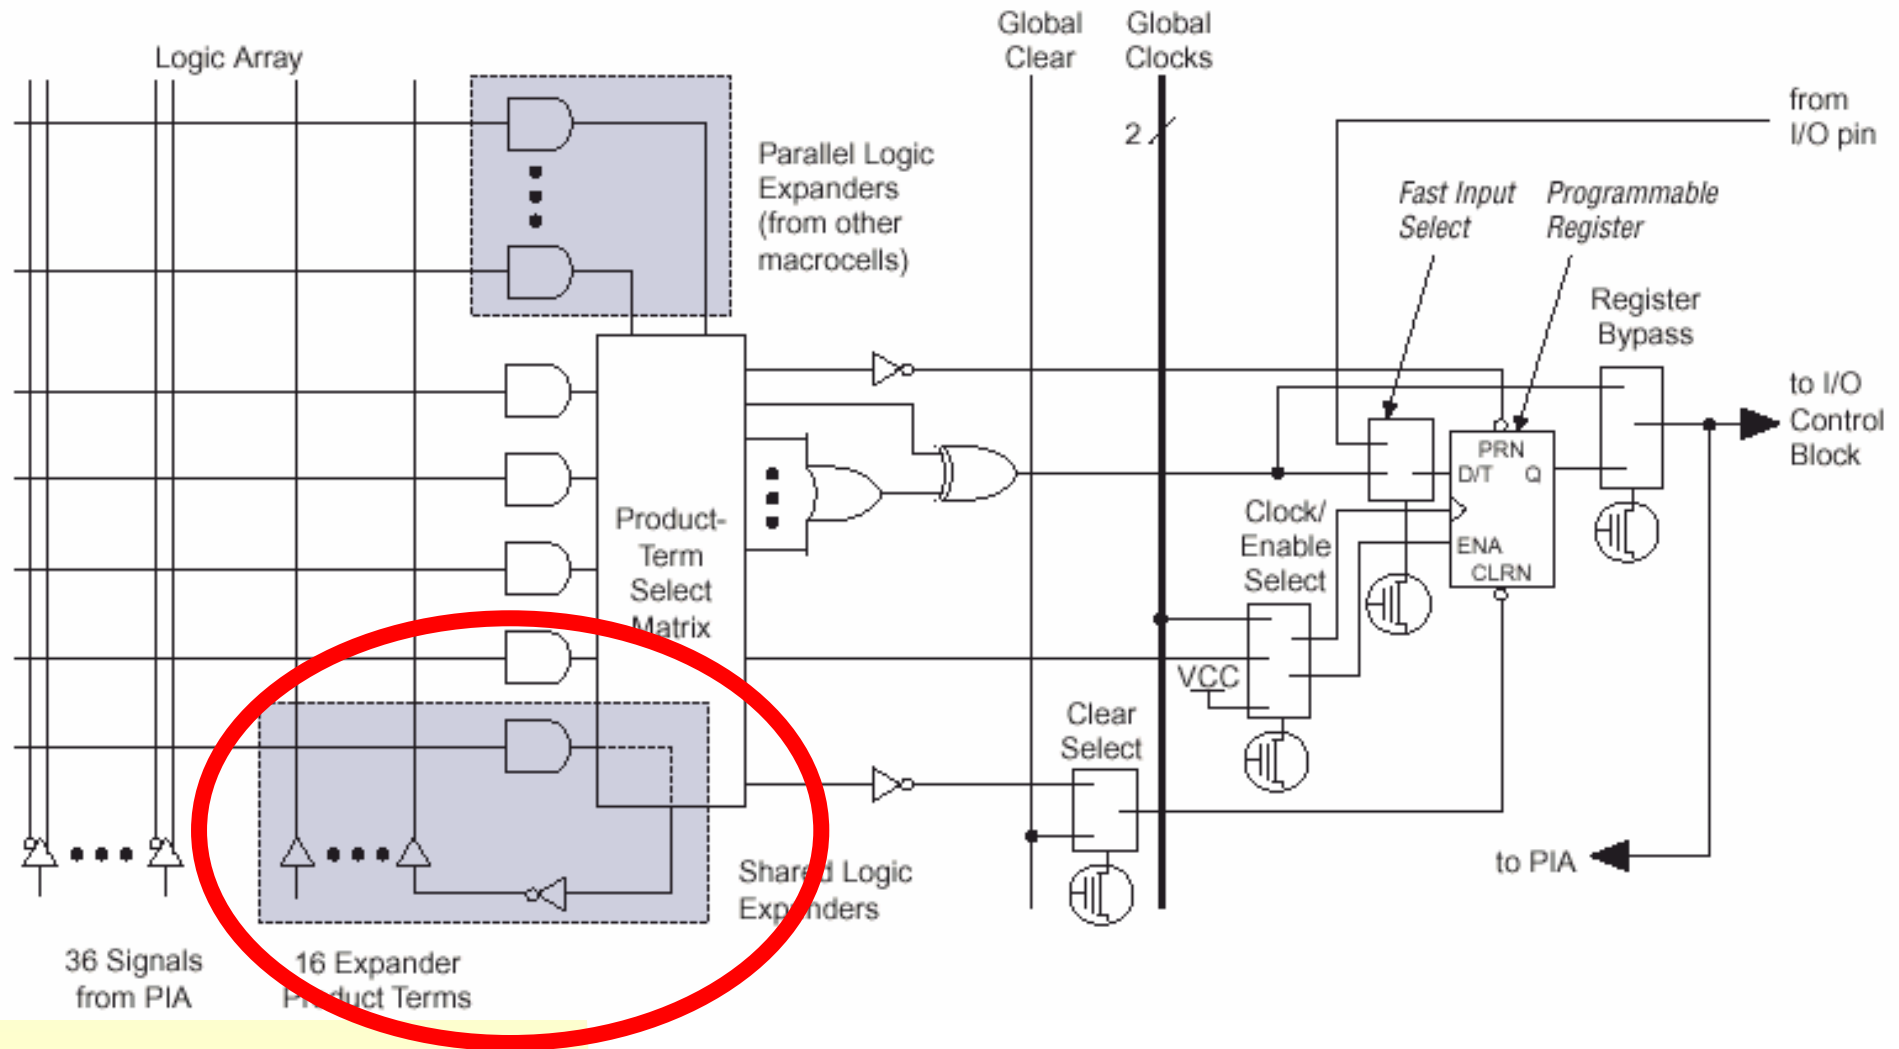 Logic Array
Global
Clear
Global
Clocks
2
from
I/O pin
Parallel Logic
Expanders
(from other
macrocells)
Fast Input
Select
Programmable
Register
Register
Bypass
to I/O
Control
Block
PRN
D/T
Q
ENA
CLRN
Product-
Term
Select
Matrix
Clock/
Enable
Select
VCC
Clear
Select
to PIA
Shared Logic
Expanders
36 Signals
from PIA
16 Expander
Product Terms